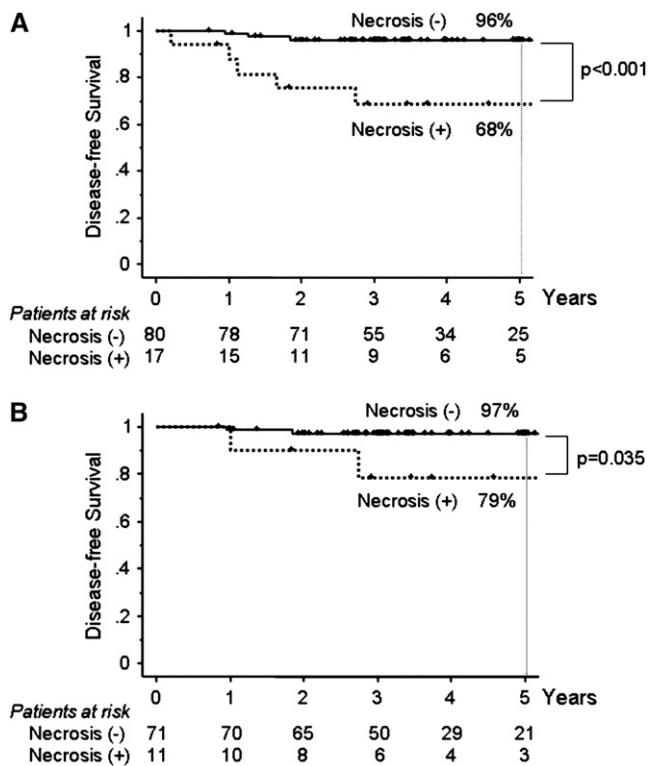 A
Necrosis (-) 96%
1
.8
.6
.4
.2
0
Disease-free Survival
p<0.001
Necrosis (+) 68%
0 1 2 3 4 5 Years
Patients at risk
Necrosis (-) 80 78 71 55 34 25
Necrosis (+) 17 15 11 9 6 5
B
Necrosis (-) 97%
1
.8
.6
.4
.2
0
Disease-free Survival
p=0.035
Necrosis (+) 79%
0 1 2 3 4 5 Years
Patients at risk
Necrosis (-) 71 70 65 50 29 21
Necrosis (+) 11 10 8 6 4 3